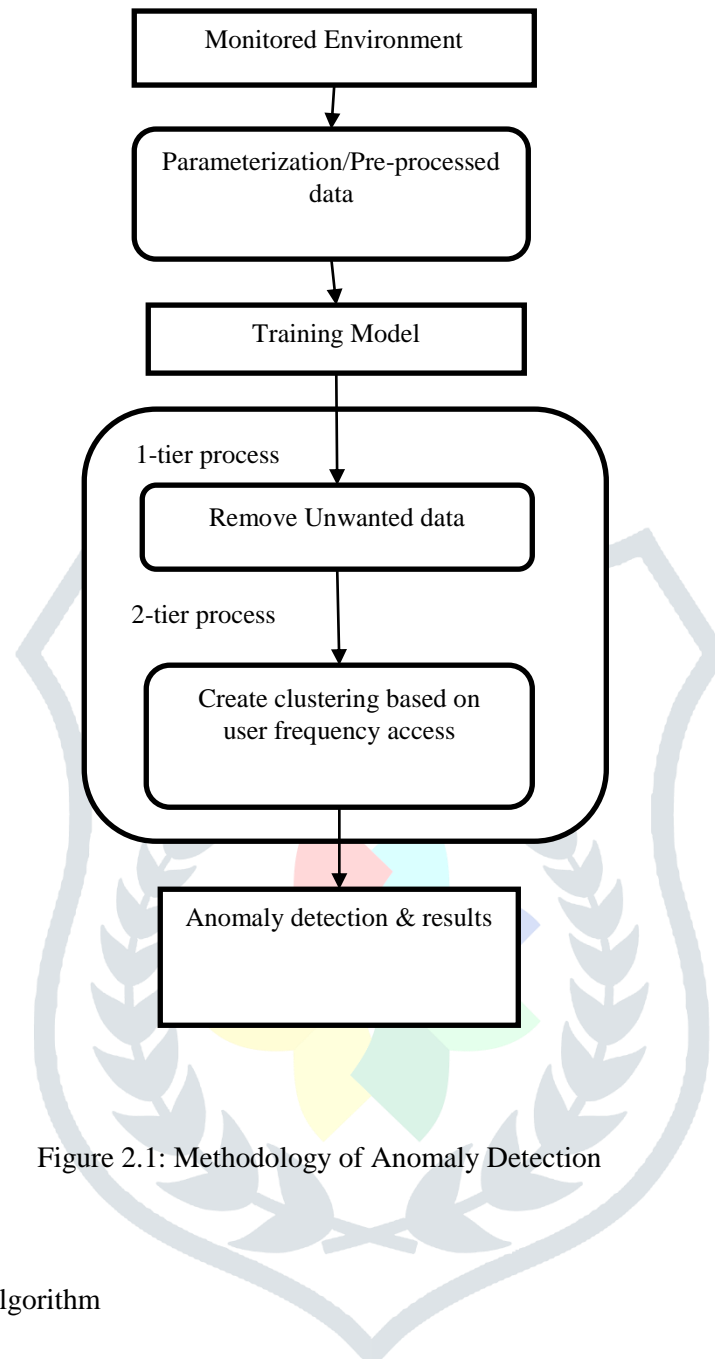 Monitored Environment
Parameterization/Pre-processed
data
Training Model
1-tier process
Remove Unwanted data
2-tier process
Create clustering based on
user frequency access
Anomaly detection & results
Figure 2.1: Methodology of Anomaly Detection
lgorithm